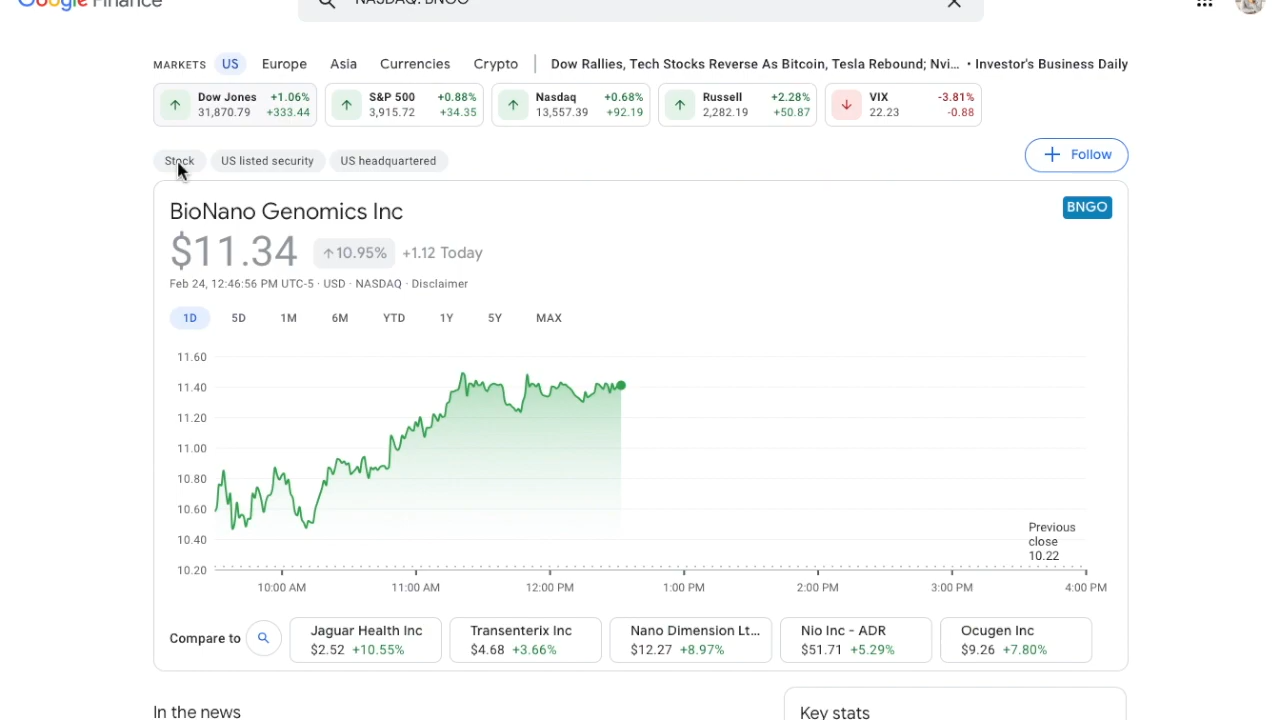 Google Finance
NASDAQ: BNGO
MARKETS US Europe Asia Currencies Crypto Dow Rallies, Tech Stocks Reverse As Bitcoin, Tesla Rebound; Nvi... • Investor's Business Daily
Dow Jones +1.06% S&P 500 +0.88% Nasdaq +0.68% Russell +2.28% VIX -3.81%
31,870.79 +333.44 3,915.72 +34.35 13,557.39 +92.19 2,282.19 +50.87 22.23 -0.88
Stock US listed security US headquartered + Follow
BioNano Genomics Inc BNGO
$11.34 ↑10.95% +1.12 Today
Feb 24, 12:46:56 PM UTC-5 · USD · NASDAQ · Disclaimer
1D 5D 1M 6M YTD 1Y 5Y MAX
11.60
11.40
11.20
11.00
10.80
10.60
10.40
10.20
Previous
close
10.22
10:00 AM 11:00 AM 12:00 PM 1:00 PM 2:00 PM 3:00 PM 4:00 PM
Compare to
Jaguar Health Inc Transenterix Inc Nano Dimension Lt... Nio Inc - ADR Ocugen Inc
$2.52 +10.55% $4.68 +3.66% $12.27 +8.97% $51.71 +5.29% $9.26 +7.80%
In the news Key stats